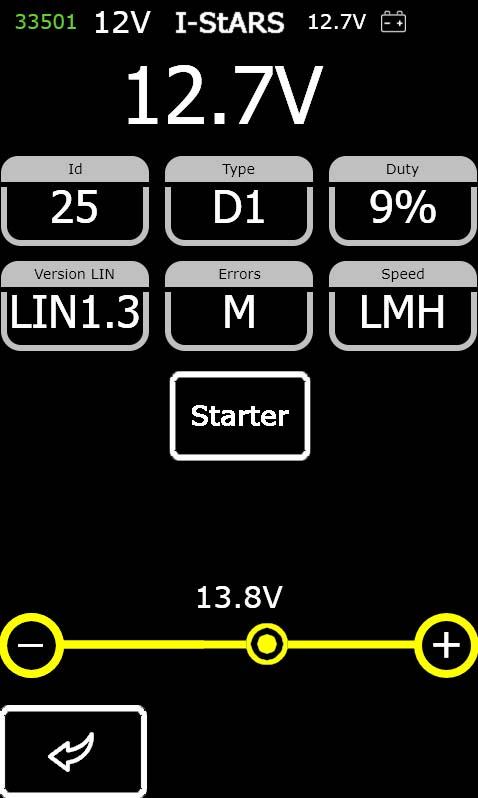 33501 12V I-StARS 12.7V
12.7V
Id Type Duty
25 D1 9%
Version LIN Errors Speed
LIN1.3 M LMH
Starter
13.8V
− +